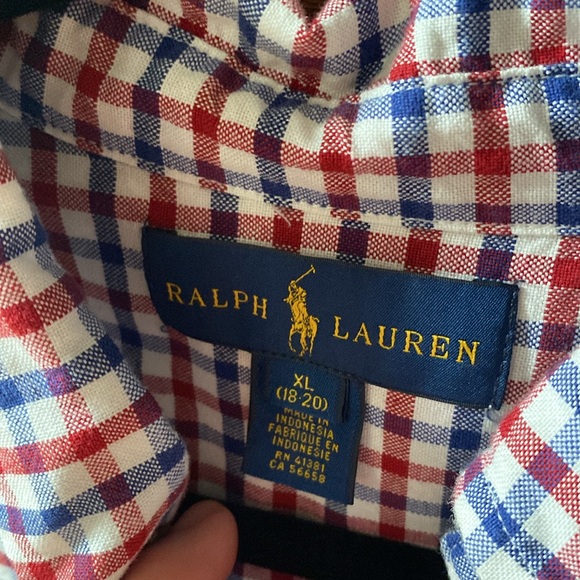 RALPH LAUREN
XL
(18-20)
MADE IN
INDONESIA
FABRIQUE EN
INDONESIE
RN 41381
CA 56658